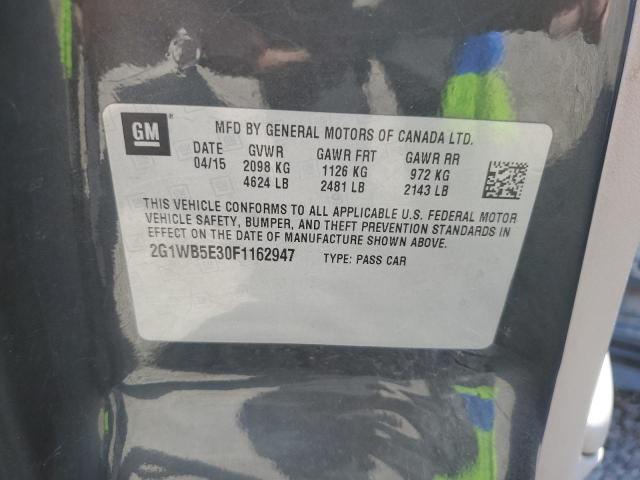 GM
MFD BY GENERAL MOTORS OF CANADA LTD.
DATE GVWR GAWR FRT GAWR RR
04/15 2098 KG 1126 KG 972 KG
4624 LB 2481 LB 2143 LB
THIS VEHICLE CONFORMS TO ALL APPLICABLE U.S. FEDERAL MOTOR
VEHICLE SAFETY, BUMPER, AND THEFT PREVENTION STANDARDS IN
EFFECT ON THE DATE OF MANUFACTURE SHOWN ABOVE.
2G1WB5E30F1162947 TYPE: PASS CAR